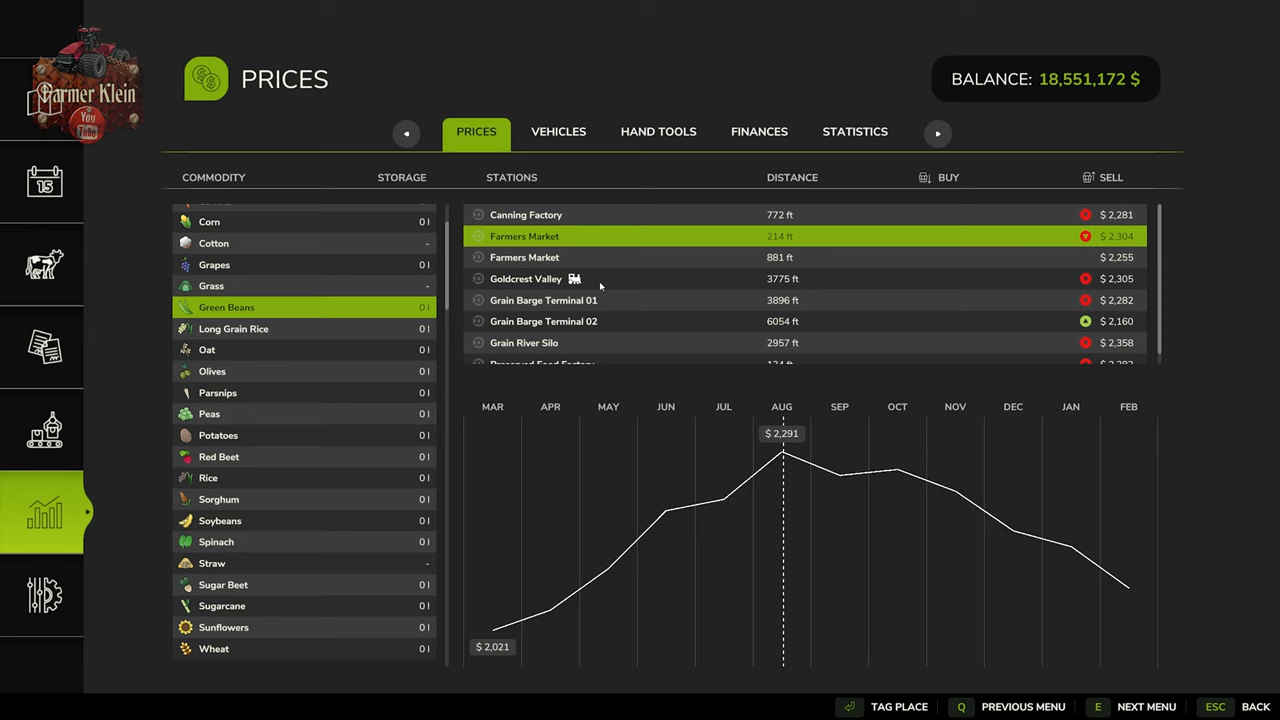 Farmer Klein
You
Tube
PRICES
BALANCE: 18,551,172 $
PRICES VEHICLES HAND TOOLS FINANCES STATISTICS
COMMODITY STORAGE STATIONS DISTANCE BUY SELL
15
Corn 0 l
Cotton -
Grapes 0 l
Grass -
Green Beans 0 l
Long Grain Rice 0 l
Oat 0 l
Olives 0 l
Parsnips 0 l
Peas 0 l
Potatoes 0 l
Red Beet 0 l
Rice 0 l
Sorghum 0 l
Soybeans 0 l
Spinach 0 l
Straw -
Sugar Beet 0 l
Sugarcane 0 l
Sunflowers 0 l
Wheat 0 l
Canning Factory 772 ft $ 2,281
Farmers Market 214 ft $ 2,304
Farmers Market 881 ft $ 2,255
Goldcrest Valley 3775 ft $ 2,305
Grain Barge Terminal 01 3896 ft $ 2,282
Grain Barge Terminal 02 6054 ft $ 2,160
Grain River Silo 2957 ft $ 2,358
Preserved Food Factory
MAR APR MAY JUN JUL AUG SEP OCT NOV DEC JAN FEB
$ 2,291
$ 2,021
TAG PLACE Q PREVIOUS MENU E NEXT MENU ESC BACK